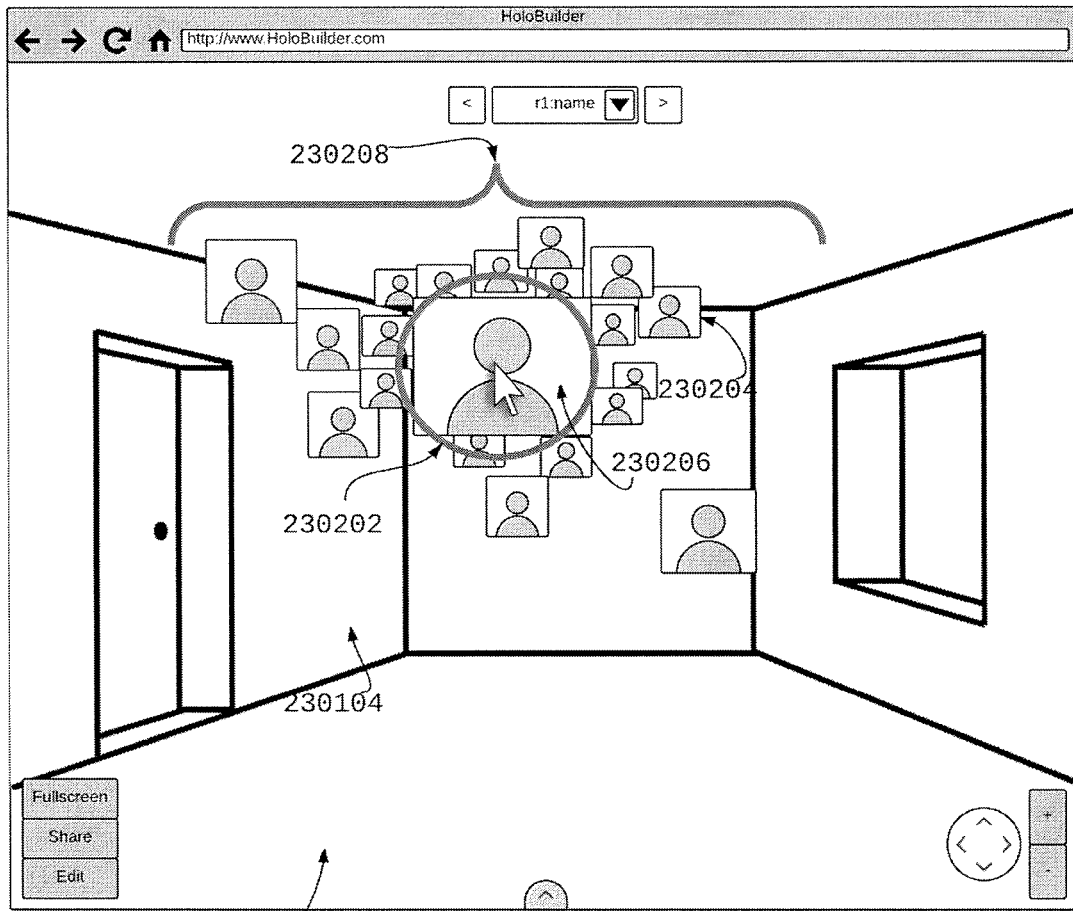 HoloBuilder
http://www.HoloBuilder.com
< r1:name >
230208
230204
230206
230202
230104
Fullscreen
Share
Edit
+
-